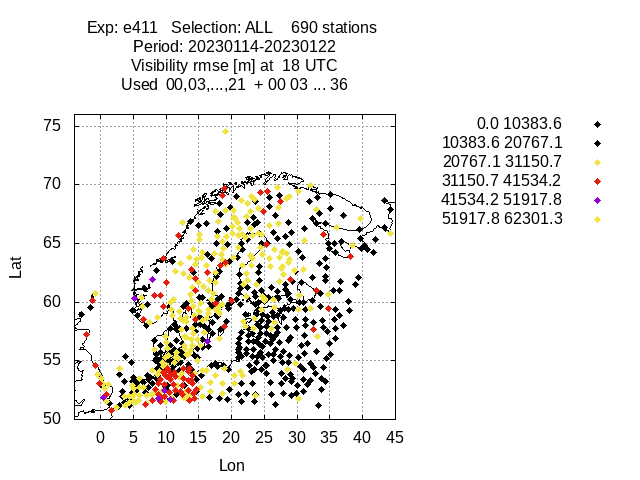 Exp: e411   Selection: ALL    690 stations
Period: 20230114-20230122
Visibility rmse [m] at  18 UTC
Used  00,03,...,21  + 00 03 ... 36
0.0 10383.6
10383.6 20767.1
20767.1 31150.7
31150.7 41534.2
41534.2 51917.8
51917.8 62301.3
75
70
65
60
55
50
Lat
0 5 10 15 20 25 30 35 40 45
Lon